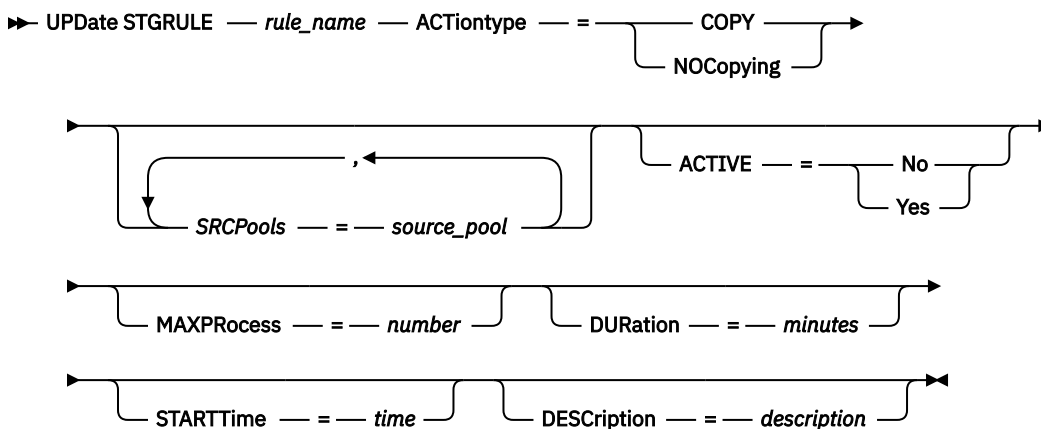 UPDate STGRULE rule_name ACTiontype = COPY
NOCopying
,
SRCPools = source_pool
ACTIVE = No
Yes
MAXPRocess = number DURation = minutes
STARTTime = time DESCription = description